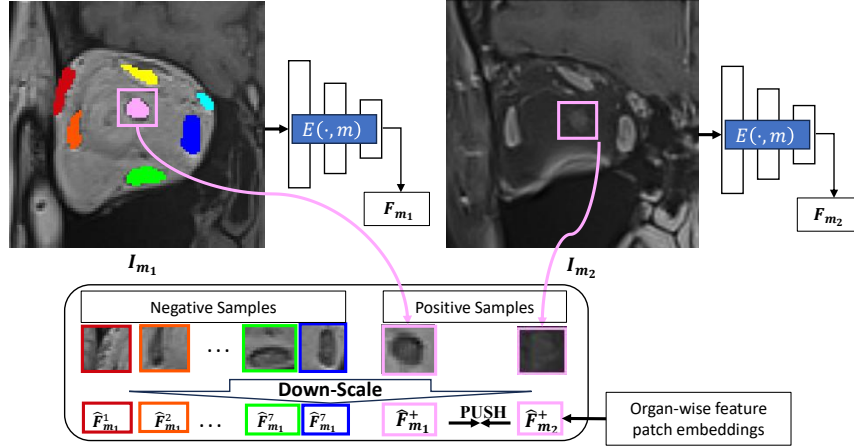 E(·, m)
E(·, m)
F_{m_1}
F_{m_2}
I_{m_1}
I_{m_2}
Negative Samples
Positive Samples
...
Down-Scale
F̂^1_{m_1}
F̂^2_{m_1}
...
F̂^7_{m_1}
F̂^7_{m_1}
F̂^+_{m_1}
PUSH
F̂^+_{m_2}
Organ-wise feature
patch embeddings